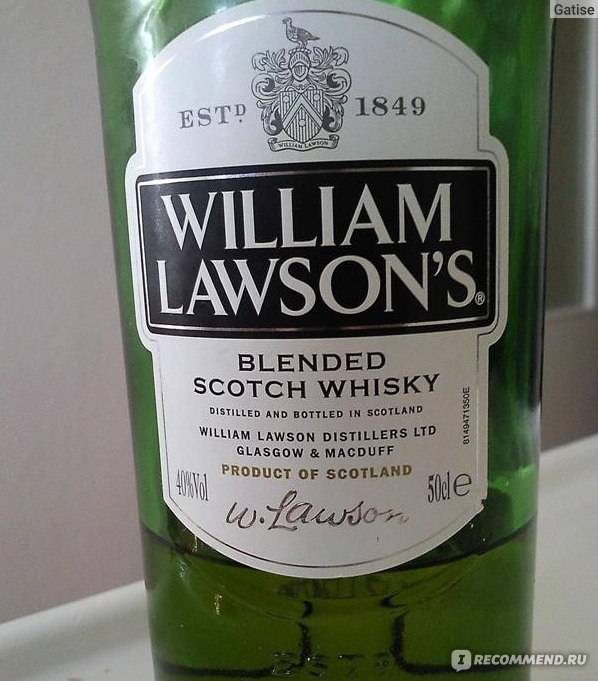 Gatise
ESTD 1849
WILLIAM LAWSON
WILLIAM
LAWSON'S®
BLENDED
SCOTCH WHISKY
DISTILLED AND BOTTLED IN SCOTLAND
WILLIAM LAWSON DISTILLERS LTD
GLASGOW & MACDUFF
PRODUCT OF SCOTLAND
40%Vol
50cl e
W. Lawson
8149471350E
I RECOMMEND.RU